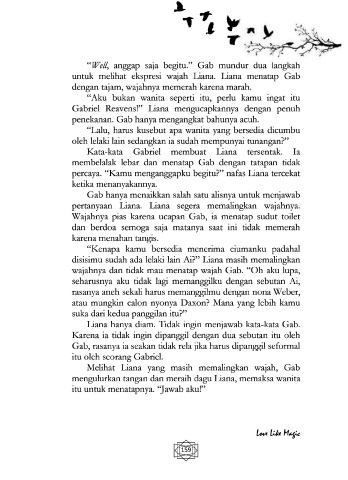 "Well, anggap saja begitu." Gab mundur dua langkah
untuk melihat ekspresi wajah Liana. Liana menatap Gab
dengan tajam, wajahnya memerah karena marah.
"Aku bukan wanita seperti itu, perlu kamu ingat itu
Gabriel Reavens!" Liana mengucapkannya dengan penuh
penekanan. Gab hanya mengangkat bahunya acuh.
"Lalu, harus kusebut apa wanita yang bersedia dicumbu
oleh lelaki lain sedangkan ia sudah mempunyai tunangan?"
Kata-kata Gabriel membuat Liana tersentak. Ia
membelalak lebar dan menatap Gab dengan tatapan tidak
percaya. "Kamu menganggapku begitu?" nafas Liana tercekat
ketika menanyakannya.
Gab hanya menaikkan salah satu alisnya untuk menjawab
pertanyaan Liana. Liana segera memalingkan wajahnya.
Wajahnya pias karena ucapan Gab, ia menatap sudut toilet
dan berdoa semoga saja matanya saat ini tidak memerah
karena menahan tangis.
"Kenapa kamu bersedia menerima ciumanku padahal
disisimu sudah ada lelaki lain Ai?" Liana masih memalingkan
wajahnya dan tidak mau menatap wajah Gab. "Oh aku lupa,
seharusnya aku tidak lagi memanggilku dengan sebutan Ai,
rasanya aneh sekali harus memanggilmu dengan nona Weber,
atau mungkin calon nyonya Daxon? Mana yang lebih kamu
suka dari kedua panggilan itu?"
Liana hanya diam. Tidak ingin menjawab kata-kata Gab.
Karena ia tidak ingin dipanggil dengan dua sebutan itu oleh
Gab, rasanya ia seakan tidak rela jika harus dipanggil seformal
itu oleh seorang Gabriel.
Melihat Liana yang masih memalingkan wajah, Gab
mengulurkan tangan dan meraih dagu Liana, memaksa wanita
itu untuk menatapnya. "Jawab aku!"
Love Like Magic
159